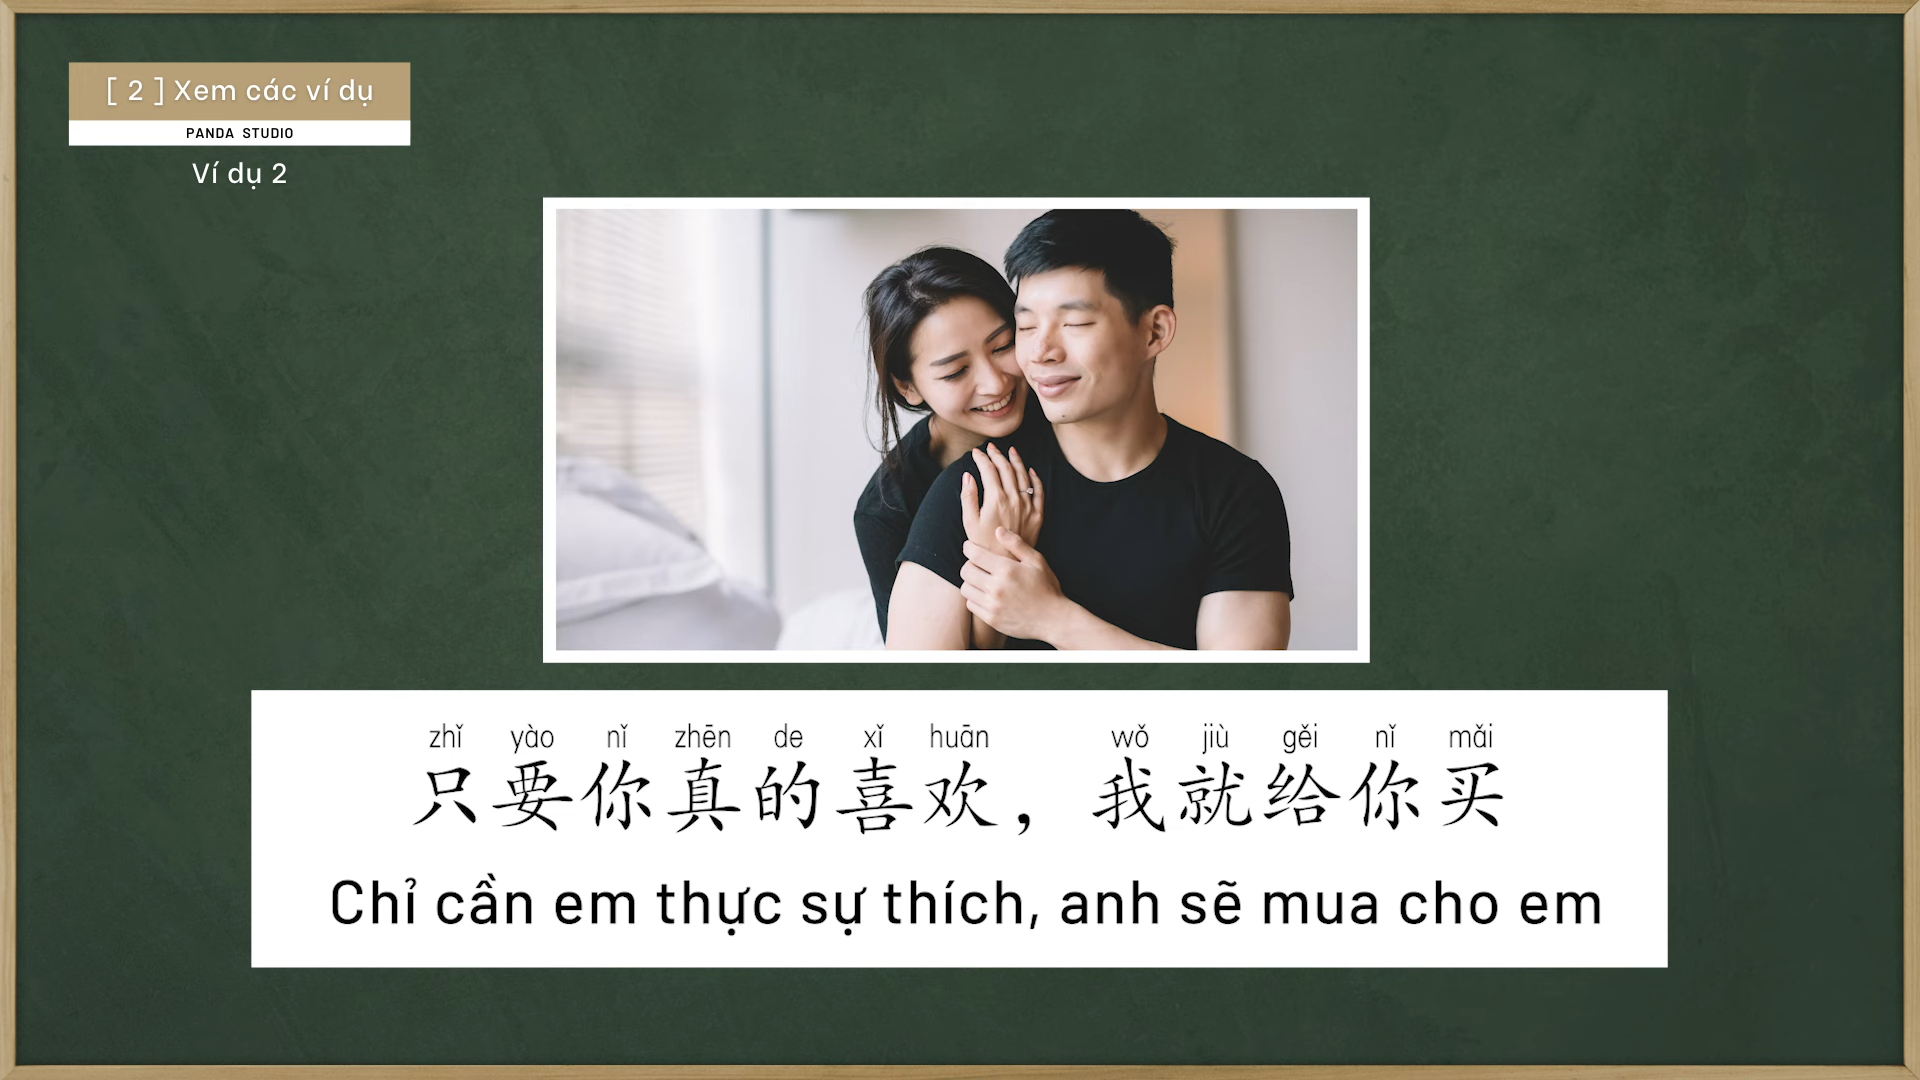 [ 2 ] Xem các ví dụ
PANDA STUDIO
Ví dụ 2
zhǐ yào nǐ zhēn de xǐ huān wǒ jiù gěi nǐ mǎi
只要你真的喜欢，我就给你买
Chỉ cần em thực sự thích, anh sẽ mua cho em